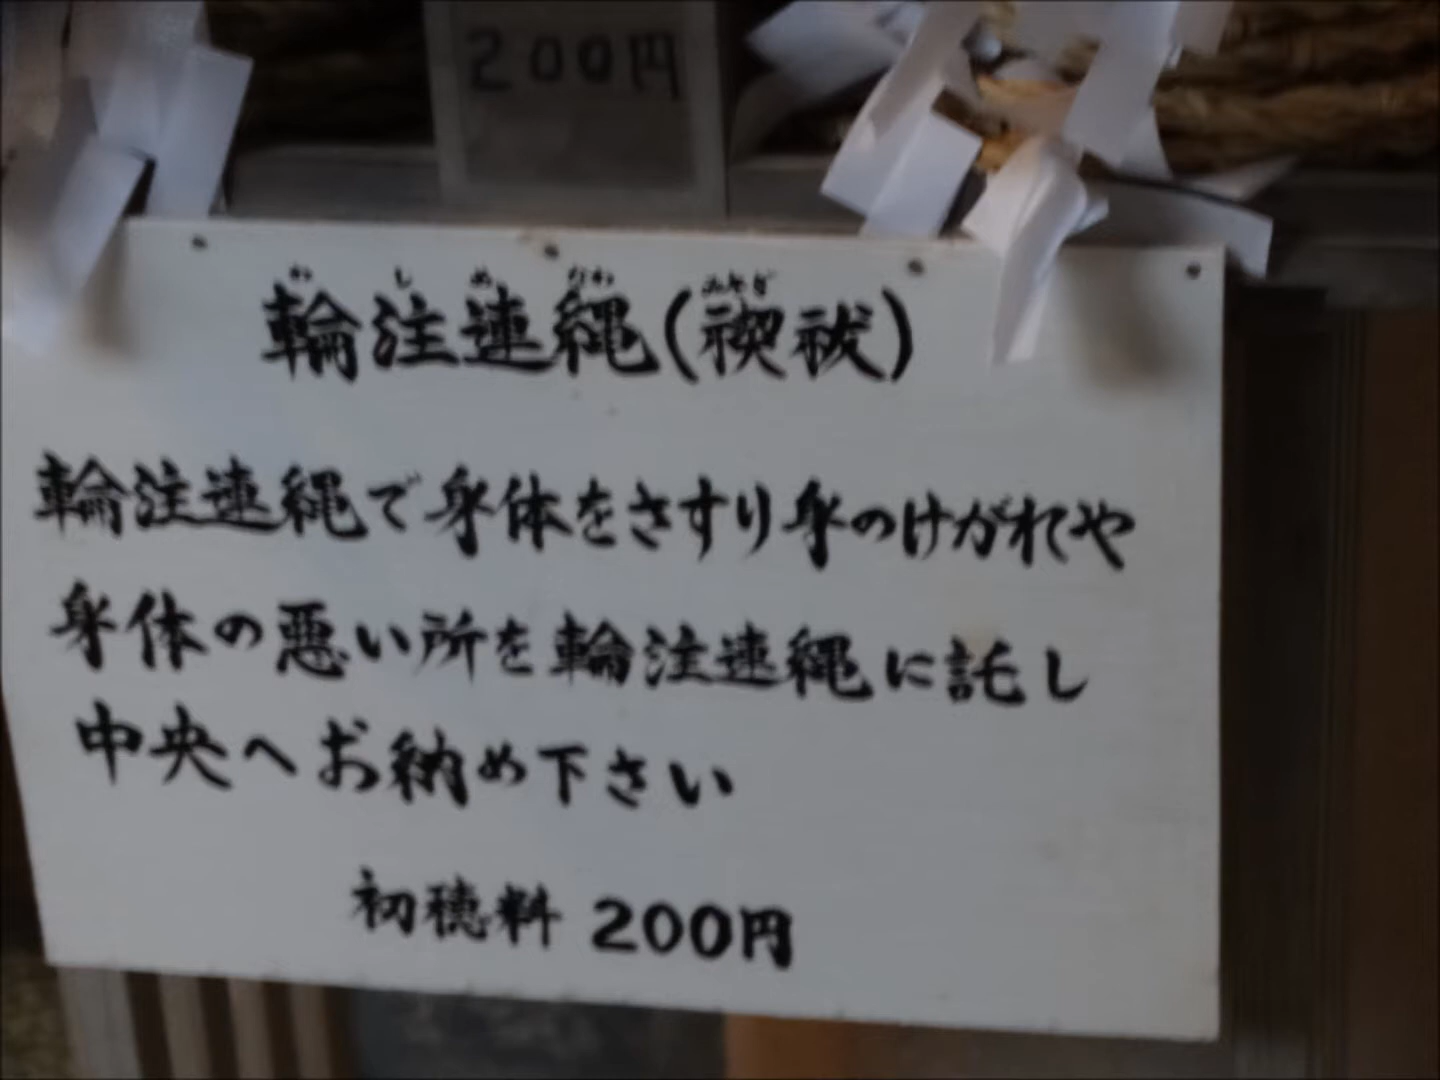 200円
輪注連縄(禊祓)
輪注連縄で身体をさすり身のけがれや
身体の悪い所を輪注連縄に託し
中央へお納め下さい
初穂料 200円